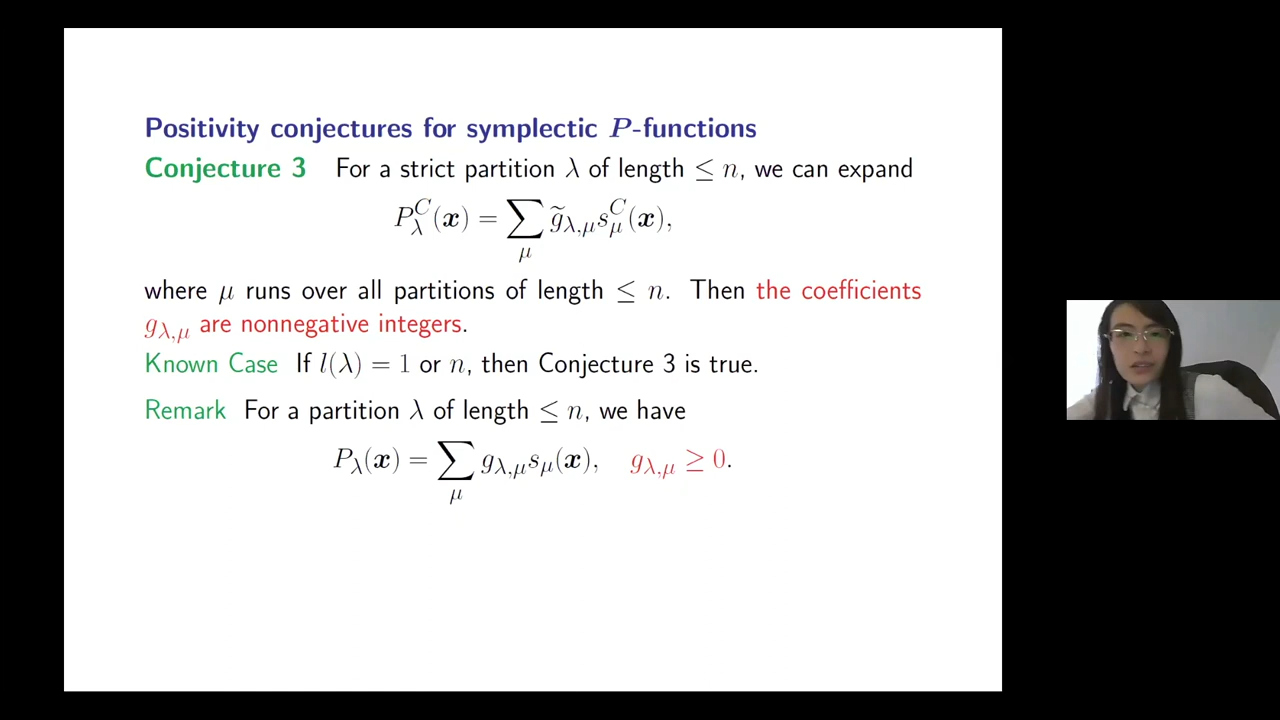 Positivity conjectures for symplectic P-functions
Conjecture 3 For a strict partition λ of length ≤ n, we can expand
P^C_λ(x) = ∑_μ g̃_{λ,μ} s^C_μ(x),
where μ runs over all partitions of length ≤ n. Then the coefficients
g_{λ,μ} are nonnegative integers.
Known Case If l(λ) = 1 or n, then Conjecture 3 is true.
Remark For a partition λ of length ≤ n, we have
P_λ(x) = ∑_μ g_{λ,μ} s_μ(x), g_{λ,μ} ≥ 0.